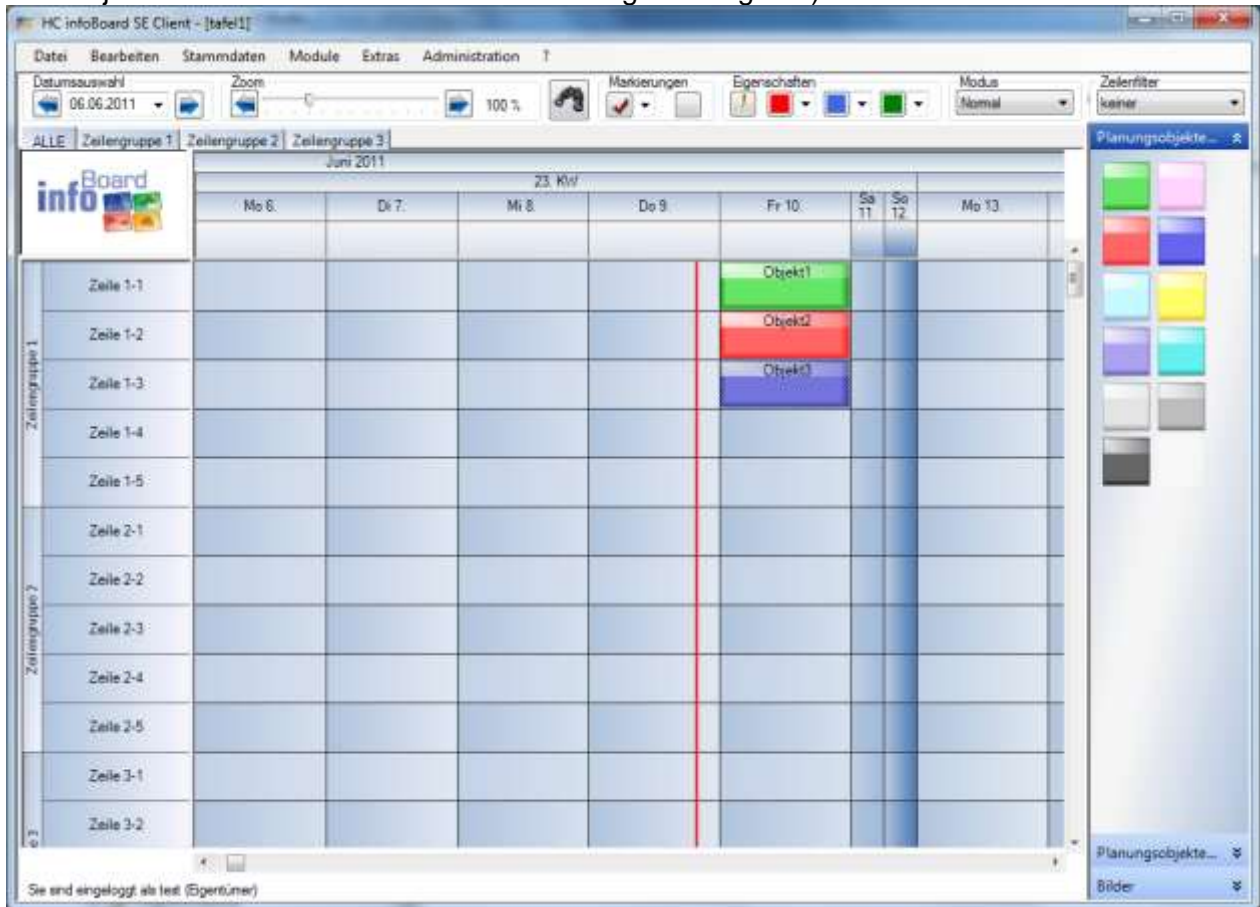 HC infoBoard SE Client - [tafel1]
Datei Bearbeiten Stammdaten Module Extras Administration ?
Datumsauswahl Zoom Markierungen Eigenschaften Modus Zeilenfilter
06.06.2011 100 % Normal keiner
ALLE Zeilengruppe 1 Zeilengruppe 2 Zeilengruppe 3 Planungsobjekte...
Juni 2011
infoBoard
23. KW
Mo 6. Di 7. Mi 8. Do 9. Fr 10. Sa 11. So 12. Mo 13.
Zeilengruppe 1
Zeile 1-1 Objekt1
Zeile 1-2 Objekt2
Zeile 1-3 Objekt3
Zeile 1-4
Zeile 1-5
Zeilengruppe 2
Zeile 2-1
Zeile 2-2
Zeile 2-3
Zeile 2-4
Zeile 2-5
Zeile 3-1
Zeile 3-2
e 3
Planungsobjekte...
Sie sind eingeloggt als test (Eigentümer)
Bilder